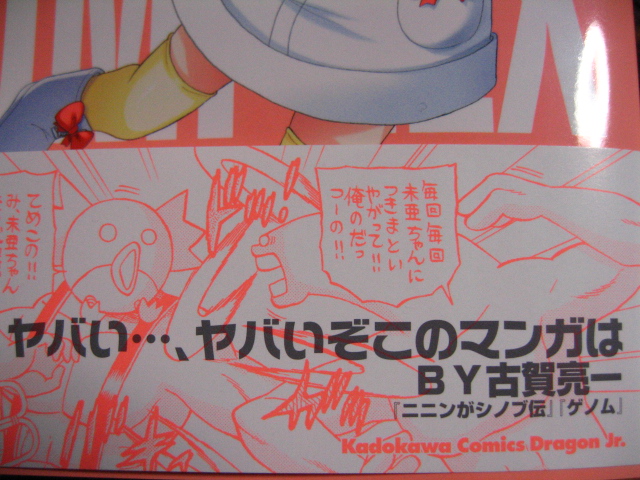 毎回毎回
未亜ちゃんに
つきまとい
やがって!!
俺のだっ
つーの!!
てめこの!!
み、未亜ちゃん
ヤバい…、ヤバいぞこのマンガは
BY古賀亮一
『ニニンがシノブ伝』『ゲノム』
Kadokawa Comics Dragon Jr.